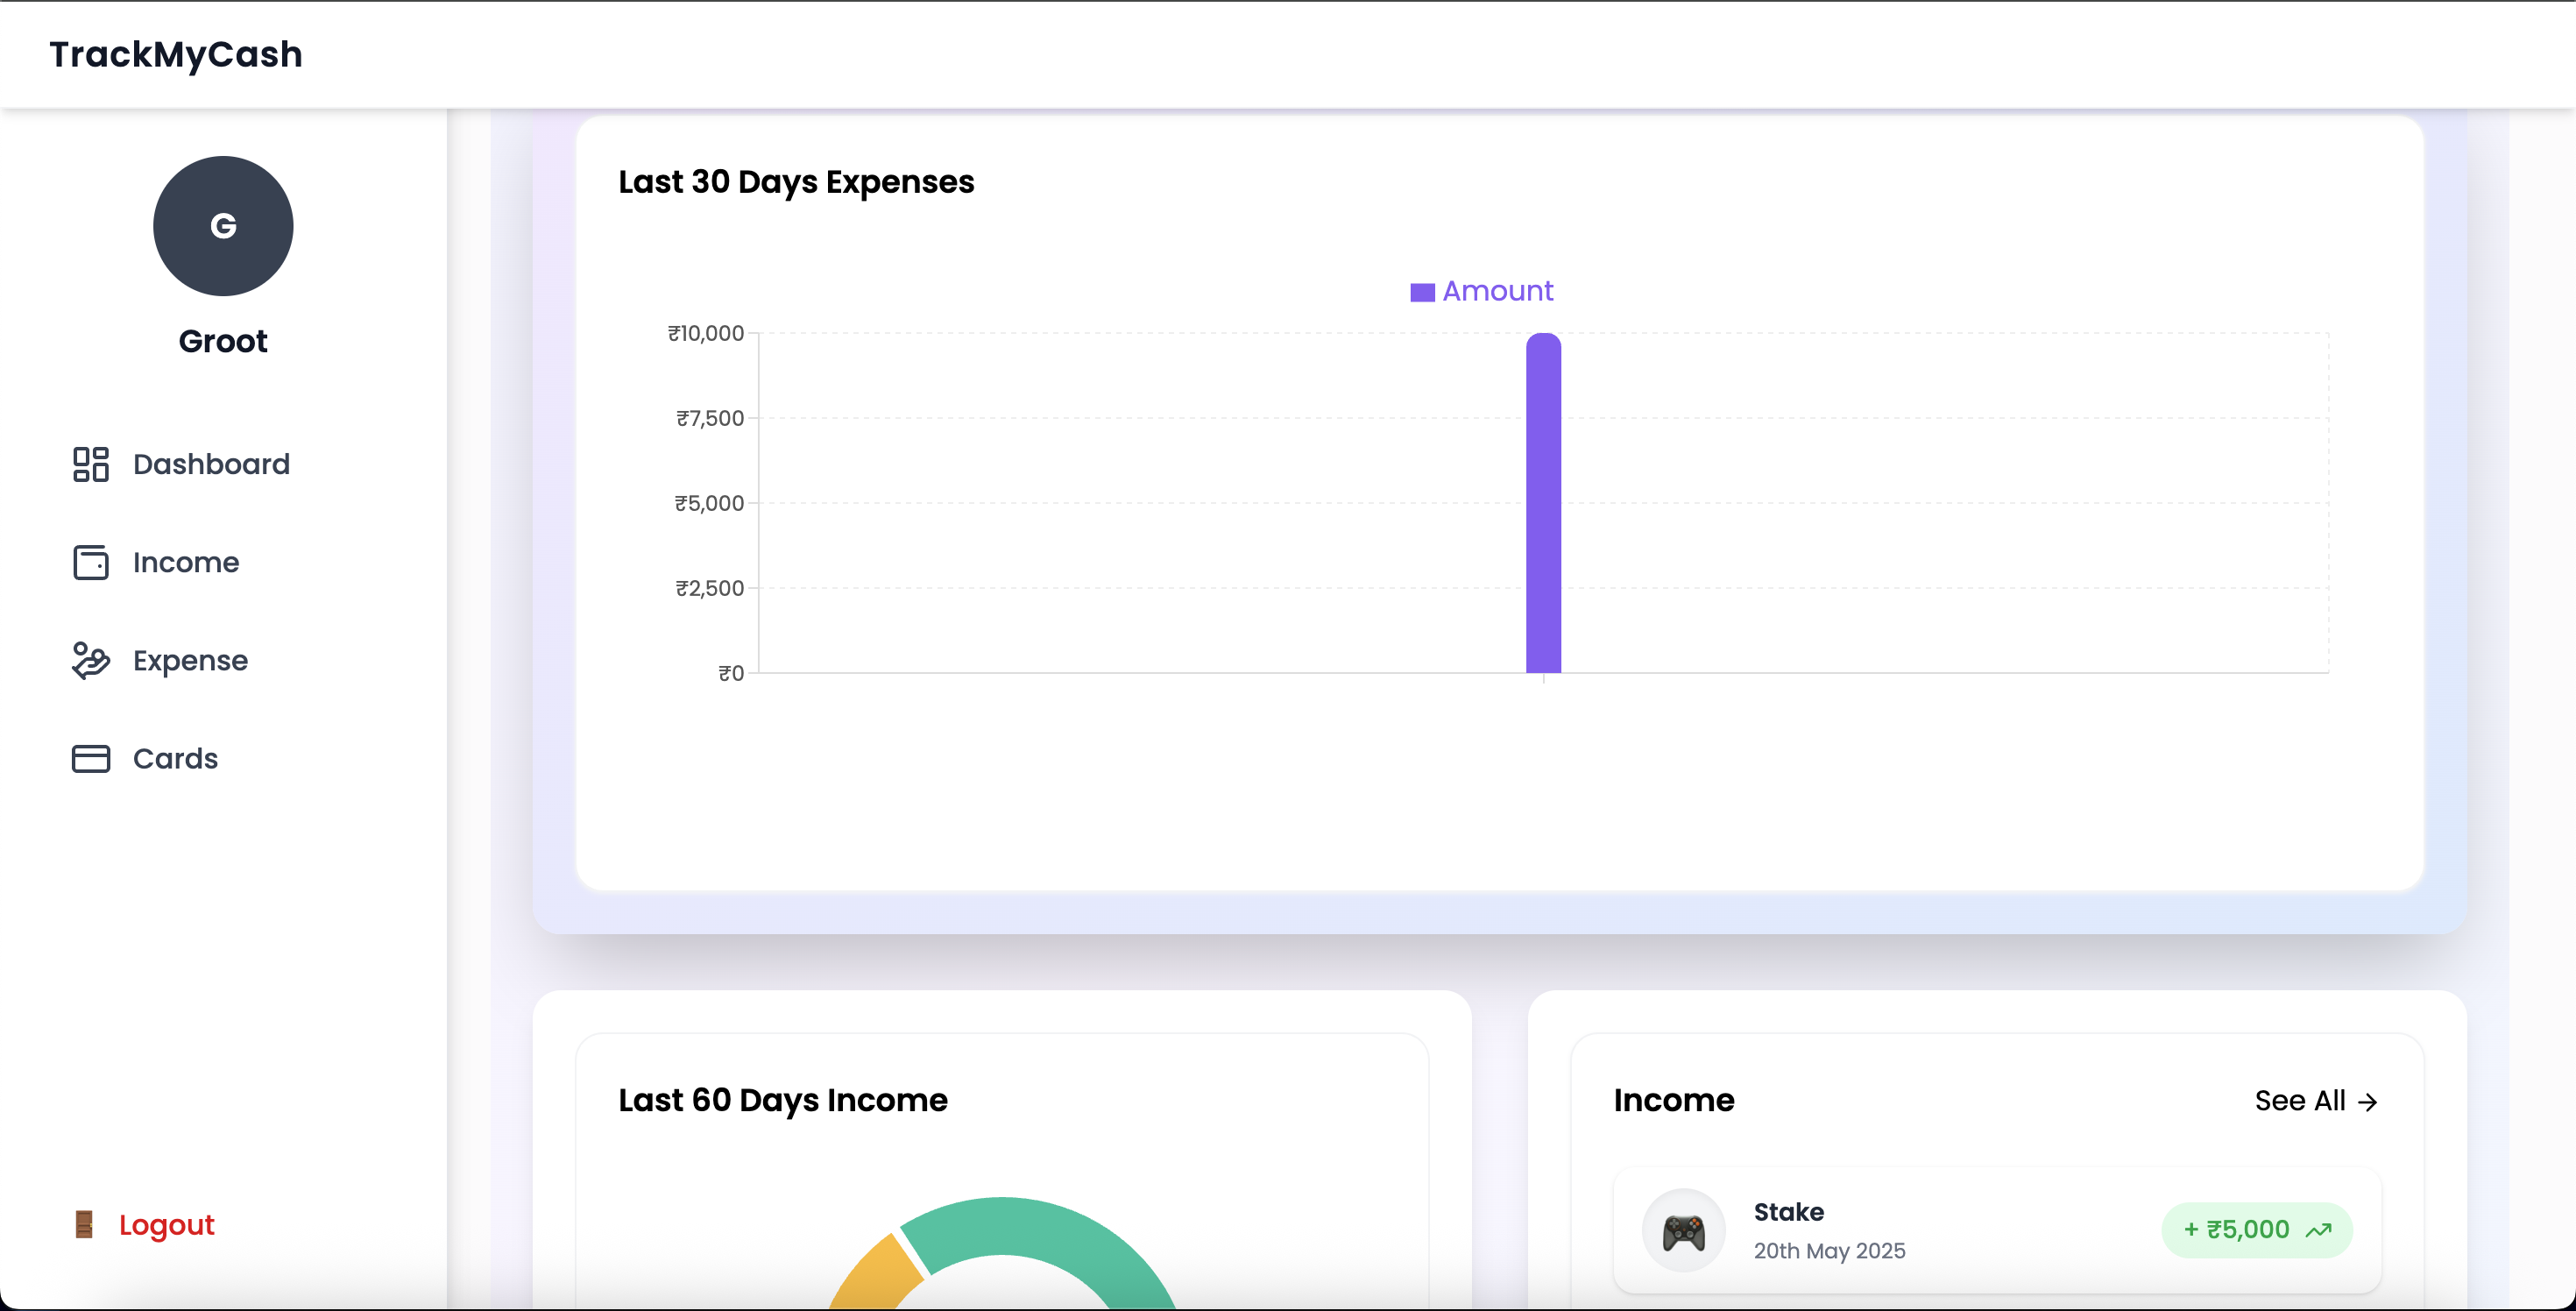 TrackMyCash
G
Groot
Dashboard
Income
Expense
Cards
Logout
Last 30 Days Expenses
Amount
₹10,000
₹7,500
₹5,000
₹2,500
₹0
Last 60 Days Income
Income
See All →
Stake
20th May 2025
+ ₹5,000